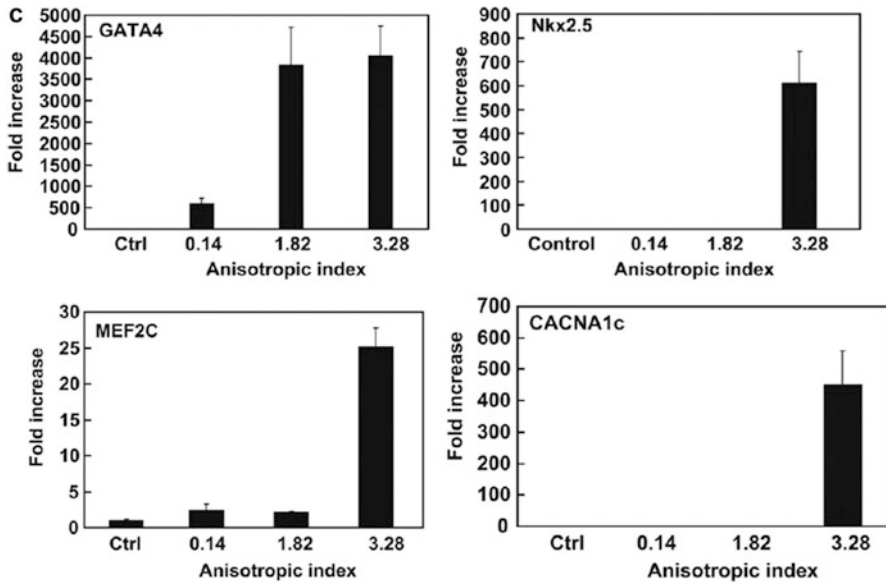 C
GATA4
Fold increase
5000
4500
4000
3500
3000
2500
2000
1500
1000
500
0
Ctrl 0.14 1.82 3.28
Anisotropic index
Nkx2.5
Fold increase
900
800
700
600
500
400
300
200
100
0
Control 0.14 1.82 3.28
Anisotropic index
MEF2C
Fold increase
30
25
20
15
10
5
0
Ctrl 0.14 1.82 3.28
Anisotropic index
CACNA1c
Fold increase
700
600
500
400
300
200
100
0
Ctrl 0.14 1.82 3.28
Anisotropic index